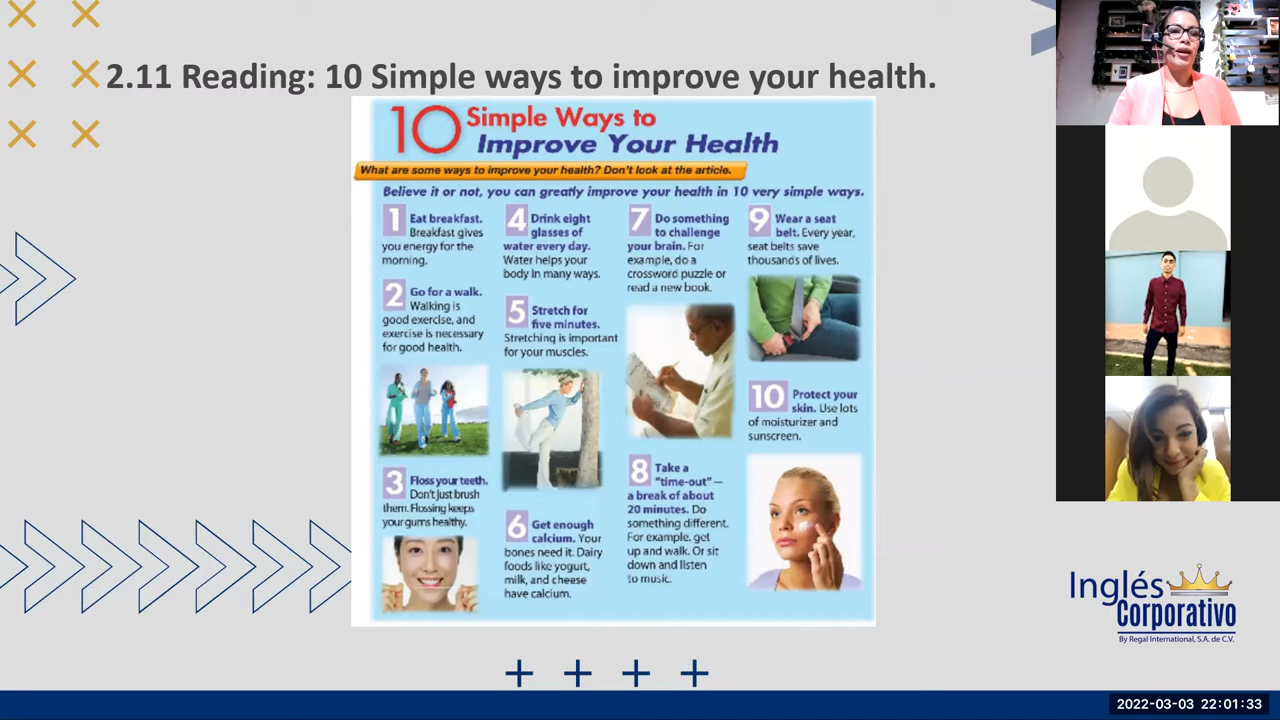 2.11 Reading: 10 Simple ways to improve your health.
10 Simple Ways to
Improve Your Health
What are some ways to improve your health? Don't look at the article.
Believe it or not, you can greatly improve your health in 10 very simple ways.
1 Eat breakfast.
Breakfast gives
you energy for the
morning.
2 Go for a walk.
Walking is
good exercise, and
exercise is necessary
for good health.
3 Floss your teeth.
Don't just brush
them. Flossing keeps
your gums healthy.
4 Drink eight
glasses of
water every day.
Water helps your
body in many ways.
5 Stretch for
five minutes.
Stretching is important
for your muscles.
6 Get enough
calcium. Your
bones need it. Dairy
foods like yogurt,
milk, and cheese
have calcium.
7 Do something
to challenge
your brain. For
example, do a
crossword puzzle or
read a new book.
8 Take a
"time-out" —
a break of about
20 minutes. Do
something different.
For example, get
up and walk. Or sit
down and listen
to music.
9 Wear a seat
belt. Every year,
seat belts save
thousands of lives.
10 Protect your
skin. Use lots
of moisturizer and
sunscreen.
Inglés
Corporativo
By Regal International, S.A. de C.V.
2022-03-03 22:01:33